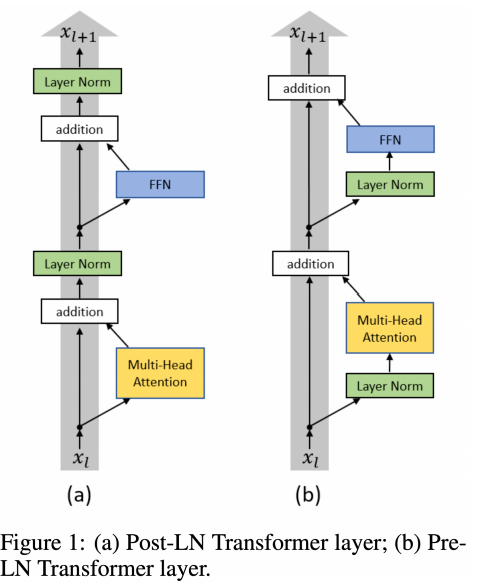 x_{l+1}
Layer Norm
addition
FFN
Layer Norm
addition
Multi-Head
Attention
x_l
(a)
x_{l+1}
addition
FFN
Layer Norm
addition
Multi-Head
Attention
Layer Norm
x_l
(b)
Figure 1: (a) Post-LN Transformer layer; (b) Pre-
LN Transformer layer.